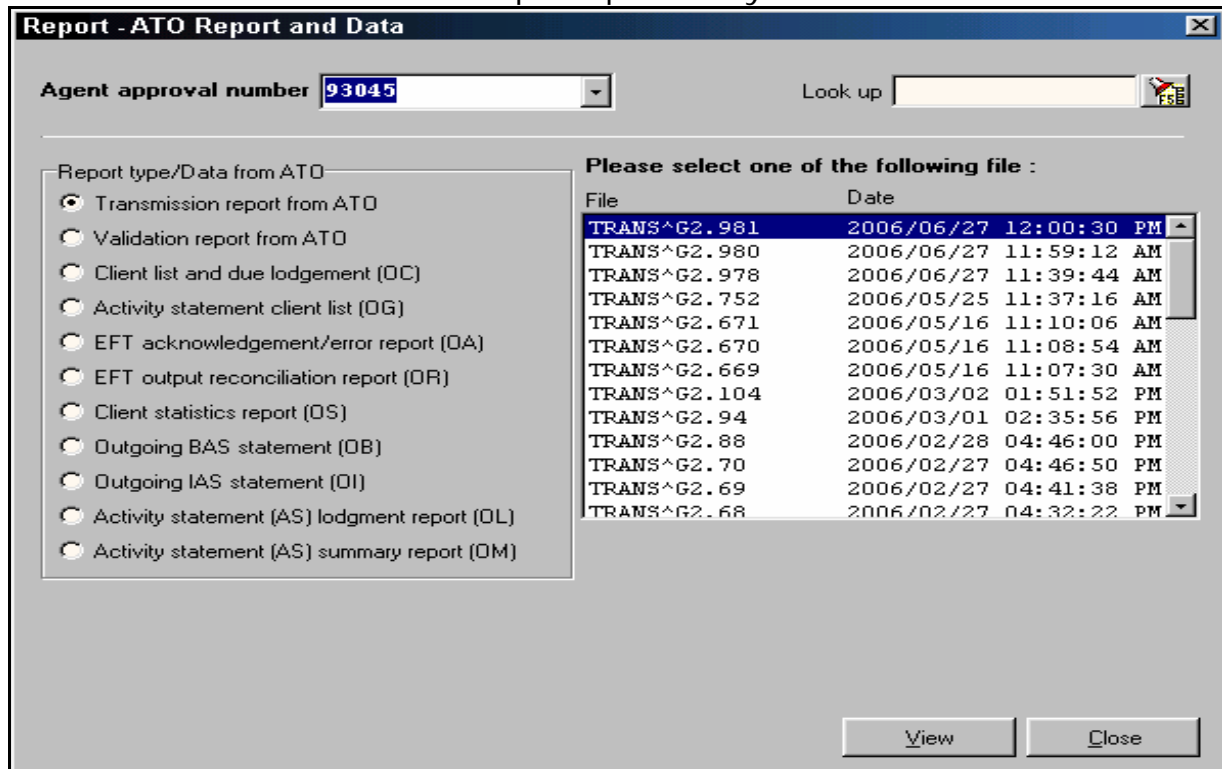 Report - ATO Report and Data
Agent approval number 93045 Look up
Report type/Data from ATO
Transmission report from ATO
Validation report from ATO
Client list and due lodgement (OC)
Activity statement client list (OG)
EFT acknowledgement/error report (OA)
EFT output reconciliation report (OR)
Client statistics report (OS)
Outgoing BAS statement (OB)
Outgoing IAS statement (OI)
Activity statement (AS) lodgment report (OL)
Activity statement (AS) summary report (OM)
Please select one of the following file :
File Date
TRANS^G2.981 2006/06/27 12:00:30 PM
TRANS^G2.980 2006/06/27 11:59:12 AM
TRANS^G2.978 2006/06/27 11:39:44 AM
TRANS^G2.752 2006/05/25 11:37:16 AM
TRANS^G2.671 2006/05/16 11:10:06 AM
TRANS^G2.670 2006/05/16 11:08:54 AM
TRANS^G2.669 2006/05/16 11:07:30 AM
TRANS^G2.104 2006/03/02 01:51:52 PM
TRANS^G2.94 2006/03/01 02:35:56 PM
TRANS^G2.88 2006/02/28 04:46:00 PM
TRANS^G2.70 2006/02/27 04:46:50 PM
TRANS^G2.69 2006/02/27 04:41:38 PM
TRANS^G2.68 2006/02/27 04:32:22 PM
View Close